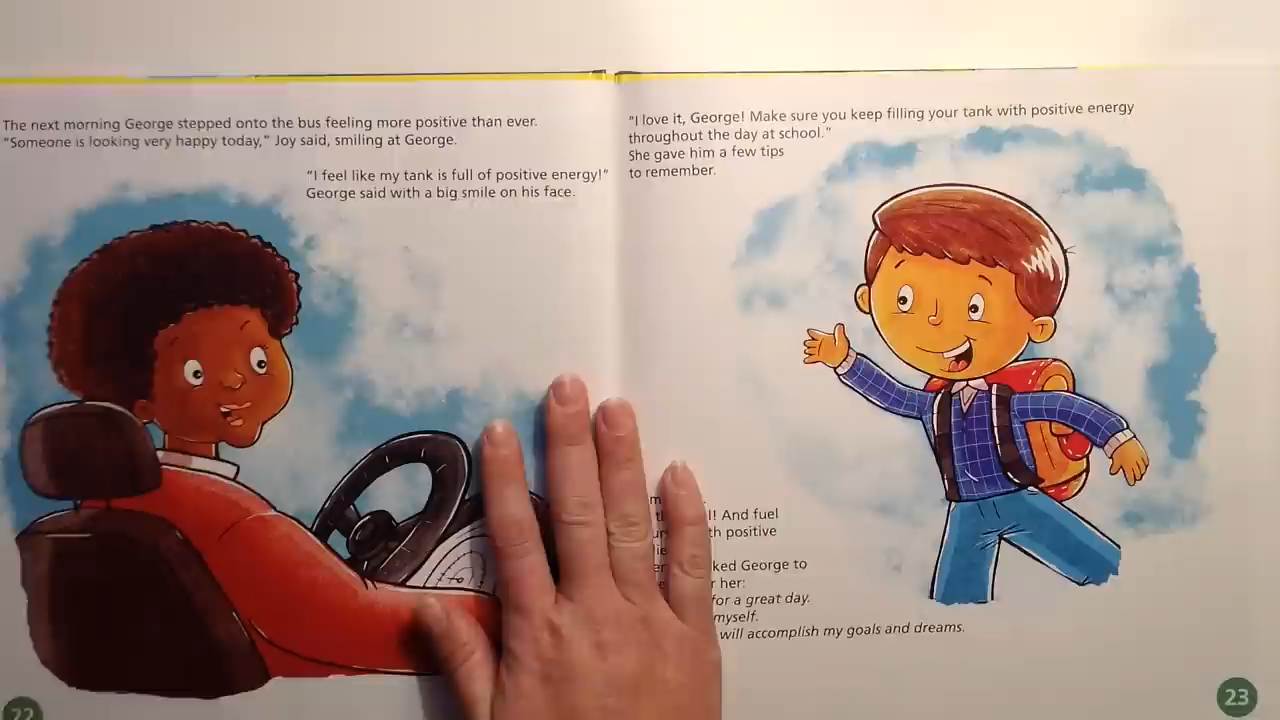 The next morning George stepped onto the bus feeling more positive than ever.
"Someone is looking very happy today," Joy said, smiling at George.
"I feel like my tank is full of positive energy!"
George said with a big smile on his face.
22
"I love it, George! Make sure you keep filling your tank with positive energy
throughout the day at school."
She gave him a few tips
to remember.
And fuel
positive
George to
her:
for a great day.
myself.
will accomplish my goals and dreams.
23